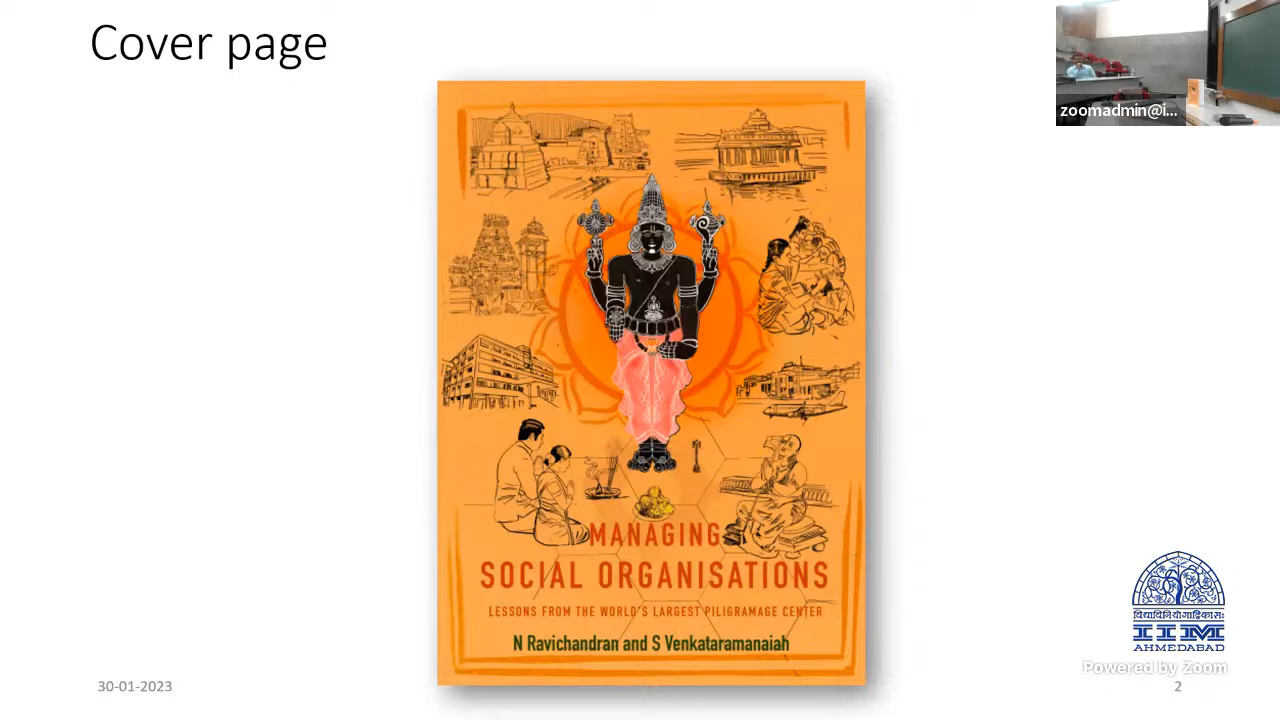 Cover page
zoomadmin@i...
MANAGING
SOCIAL ORGANISATIONS
LESSONS FROM THE WORLD'S LARGEST PILIGRAMAGE CENTER
N Ravichandran and S Venkataramanaiah
विद्याविनियोगाद्विकासः
IIM
AHMEDABAD
Powered by Zoom
30-01-2023
2